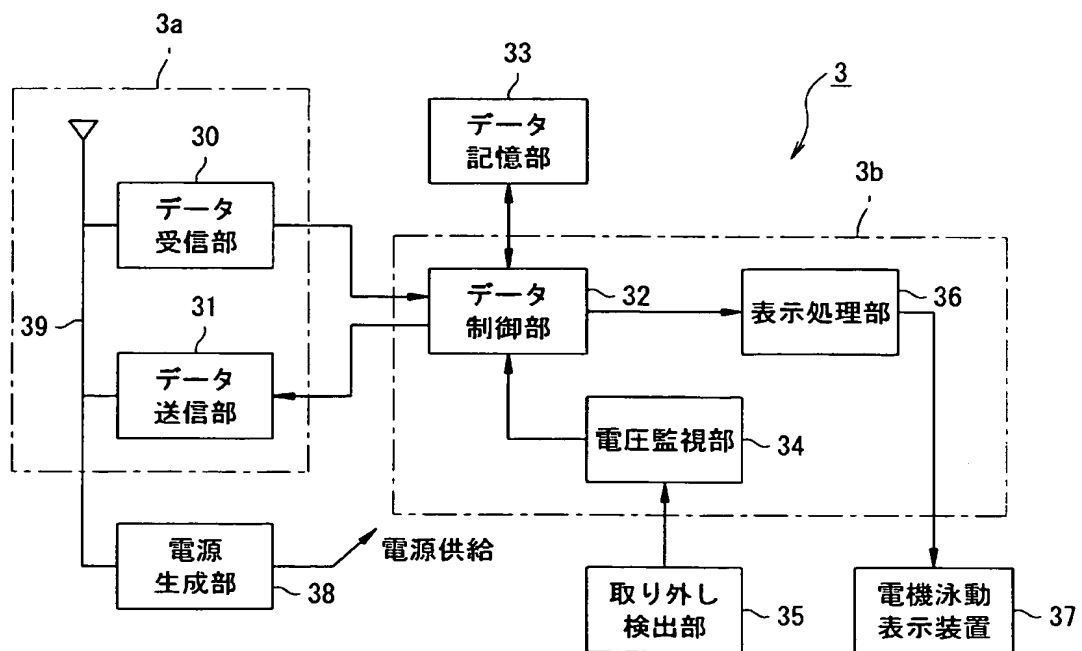 3a
33
3
データ
記憶部
30
3b
データ
受信部
データ
制御部
32
表示処理部
36
39
31
データ
送信部
電圧監視部
34
電源
生成部
38
電源供給
取り外し
検出部
35
電機泳動
表示装置
37